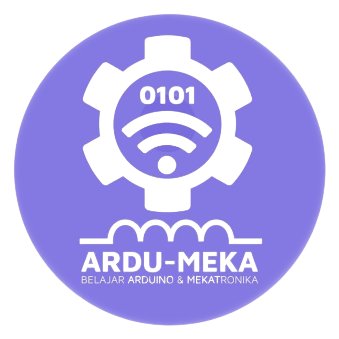 0101
ARDU-MEKA
BELAJAR ARDUINO & MEKATRONIKA